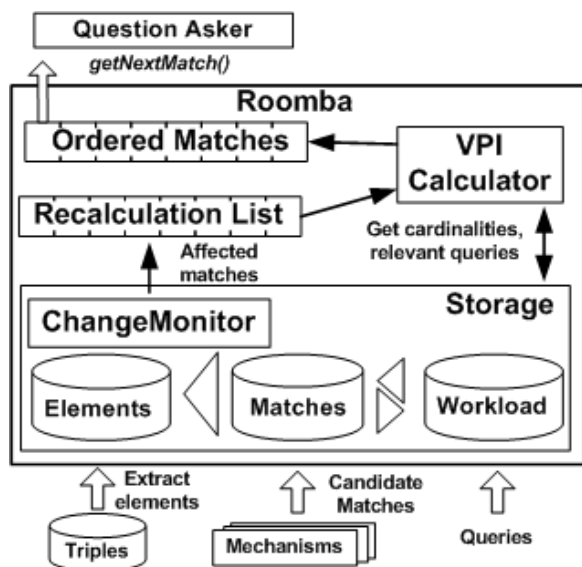 Question Asker
getNextMatch()
Roomba
Ordered Matches
VPI
Calculator
Recalculation List
Get cardinalities,
relevant queries
Affected
matches
Storage
ChangeMonitor
Elements
Matches
Workload
Extract
elements
Candidate
Matches
Queries
Triples
Mechanisms